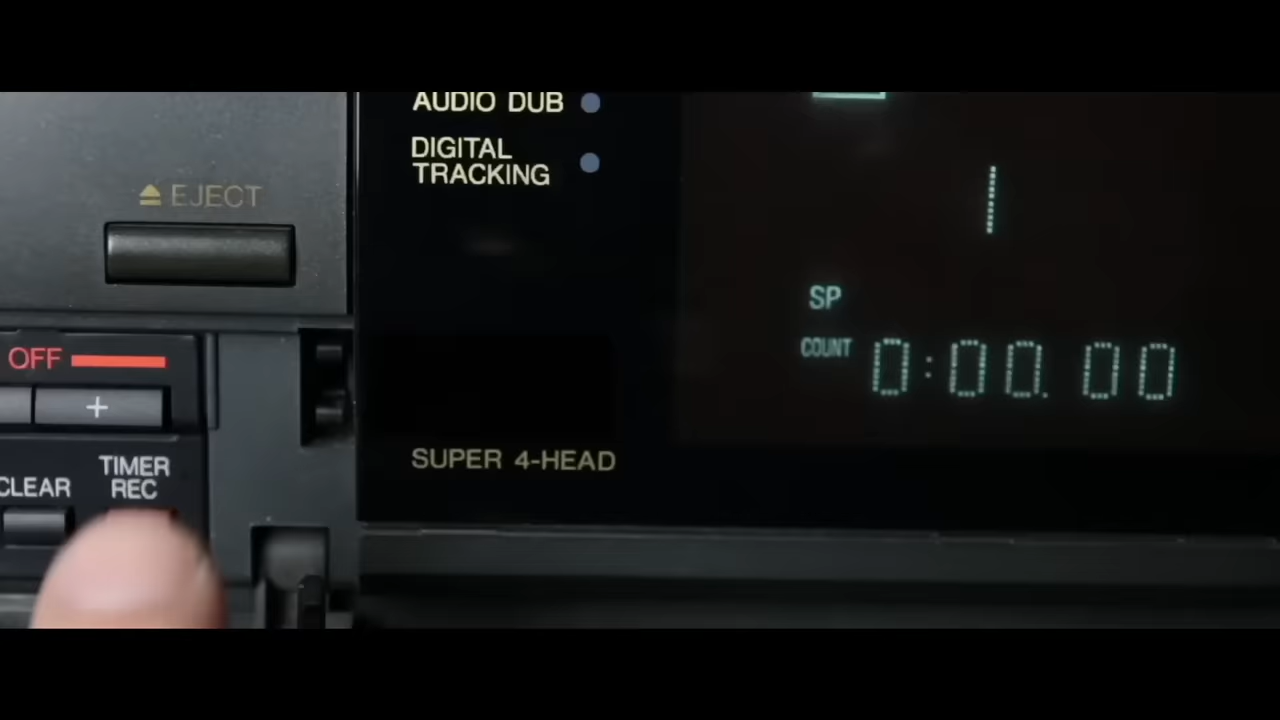 AUDIO DUB
DIGITAL
TRACKING
EJECT
1
SP
OFF
COUNT 0:00.00
+
SUPER 4-HEAD
TIMER
REC
CLEAR